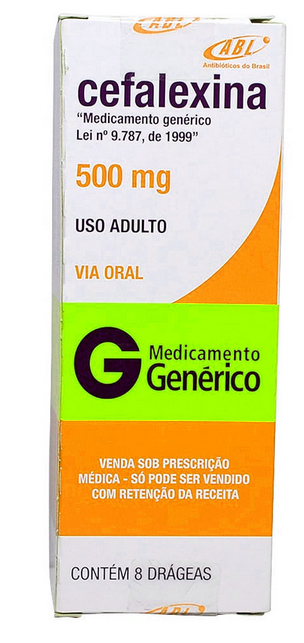 ABL
Antibióticos do Brasil
cefalexina
"Medicamento genérico
Lei nº 9.787, de 1999"
500 mg
USO ADULTO
VIA ORAL
G Medicamento
Genérico
VENDA SOB PRESCRIÇÃO
MÉDICA - SÓ PODE SER VENDIDO
COM RETENÇÃO DA RECEITA
CONTÉM 8 DRÁGEAS
ABL